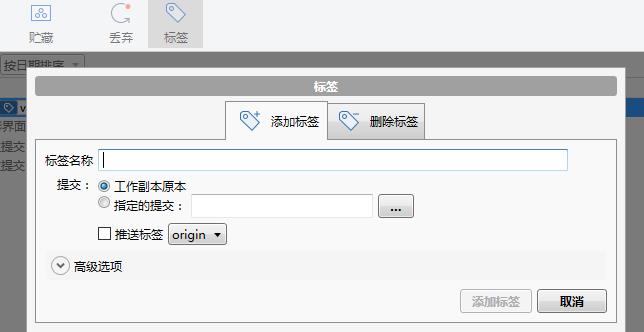 贮藏 丢弃 标签
按日期排序
标签
v
添加标签 删除标签
界面
标签名称
提交
提交： 工作副本原本
提交
指定的提交： ...
推送标签 origin
高级选项
添加标签 取消